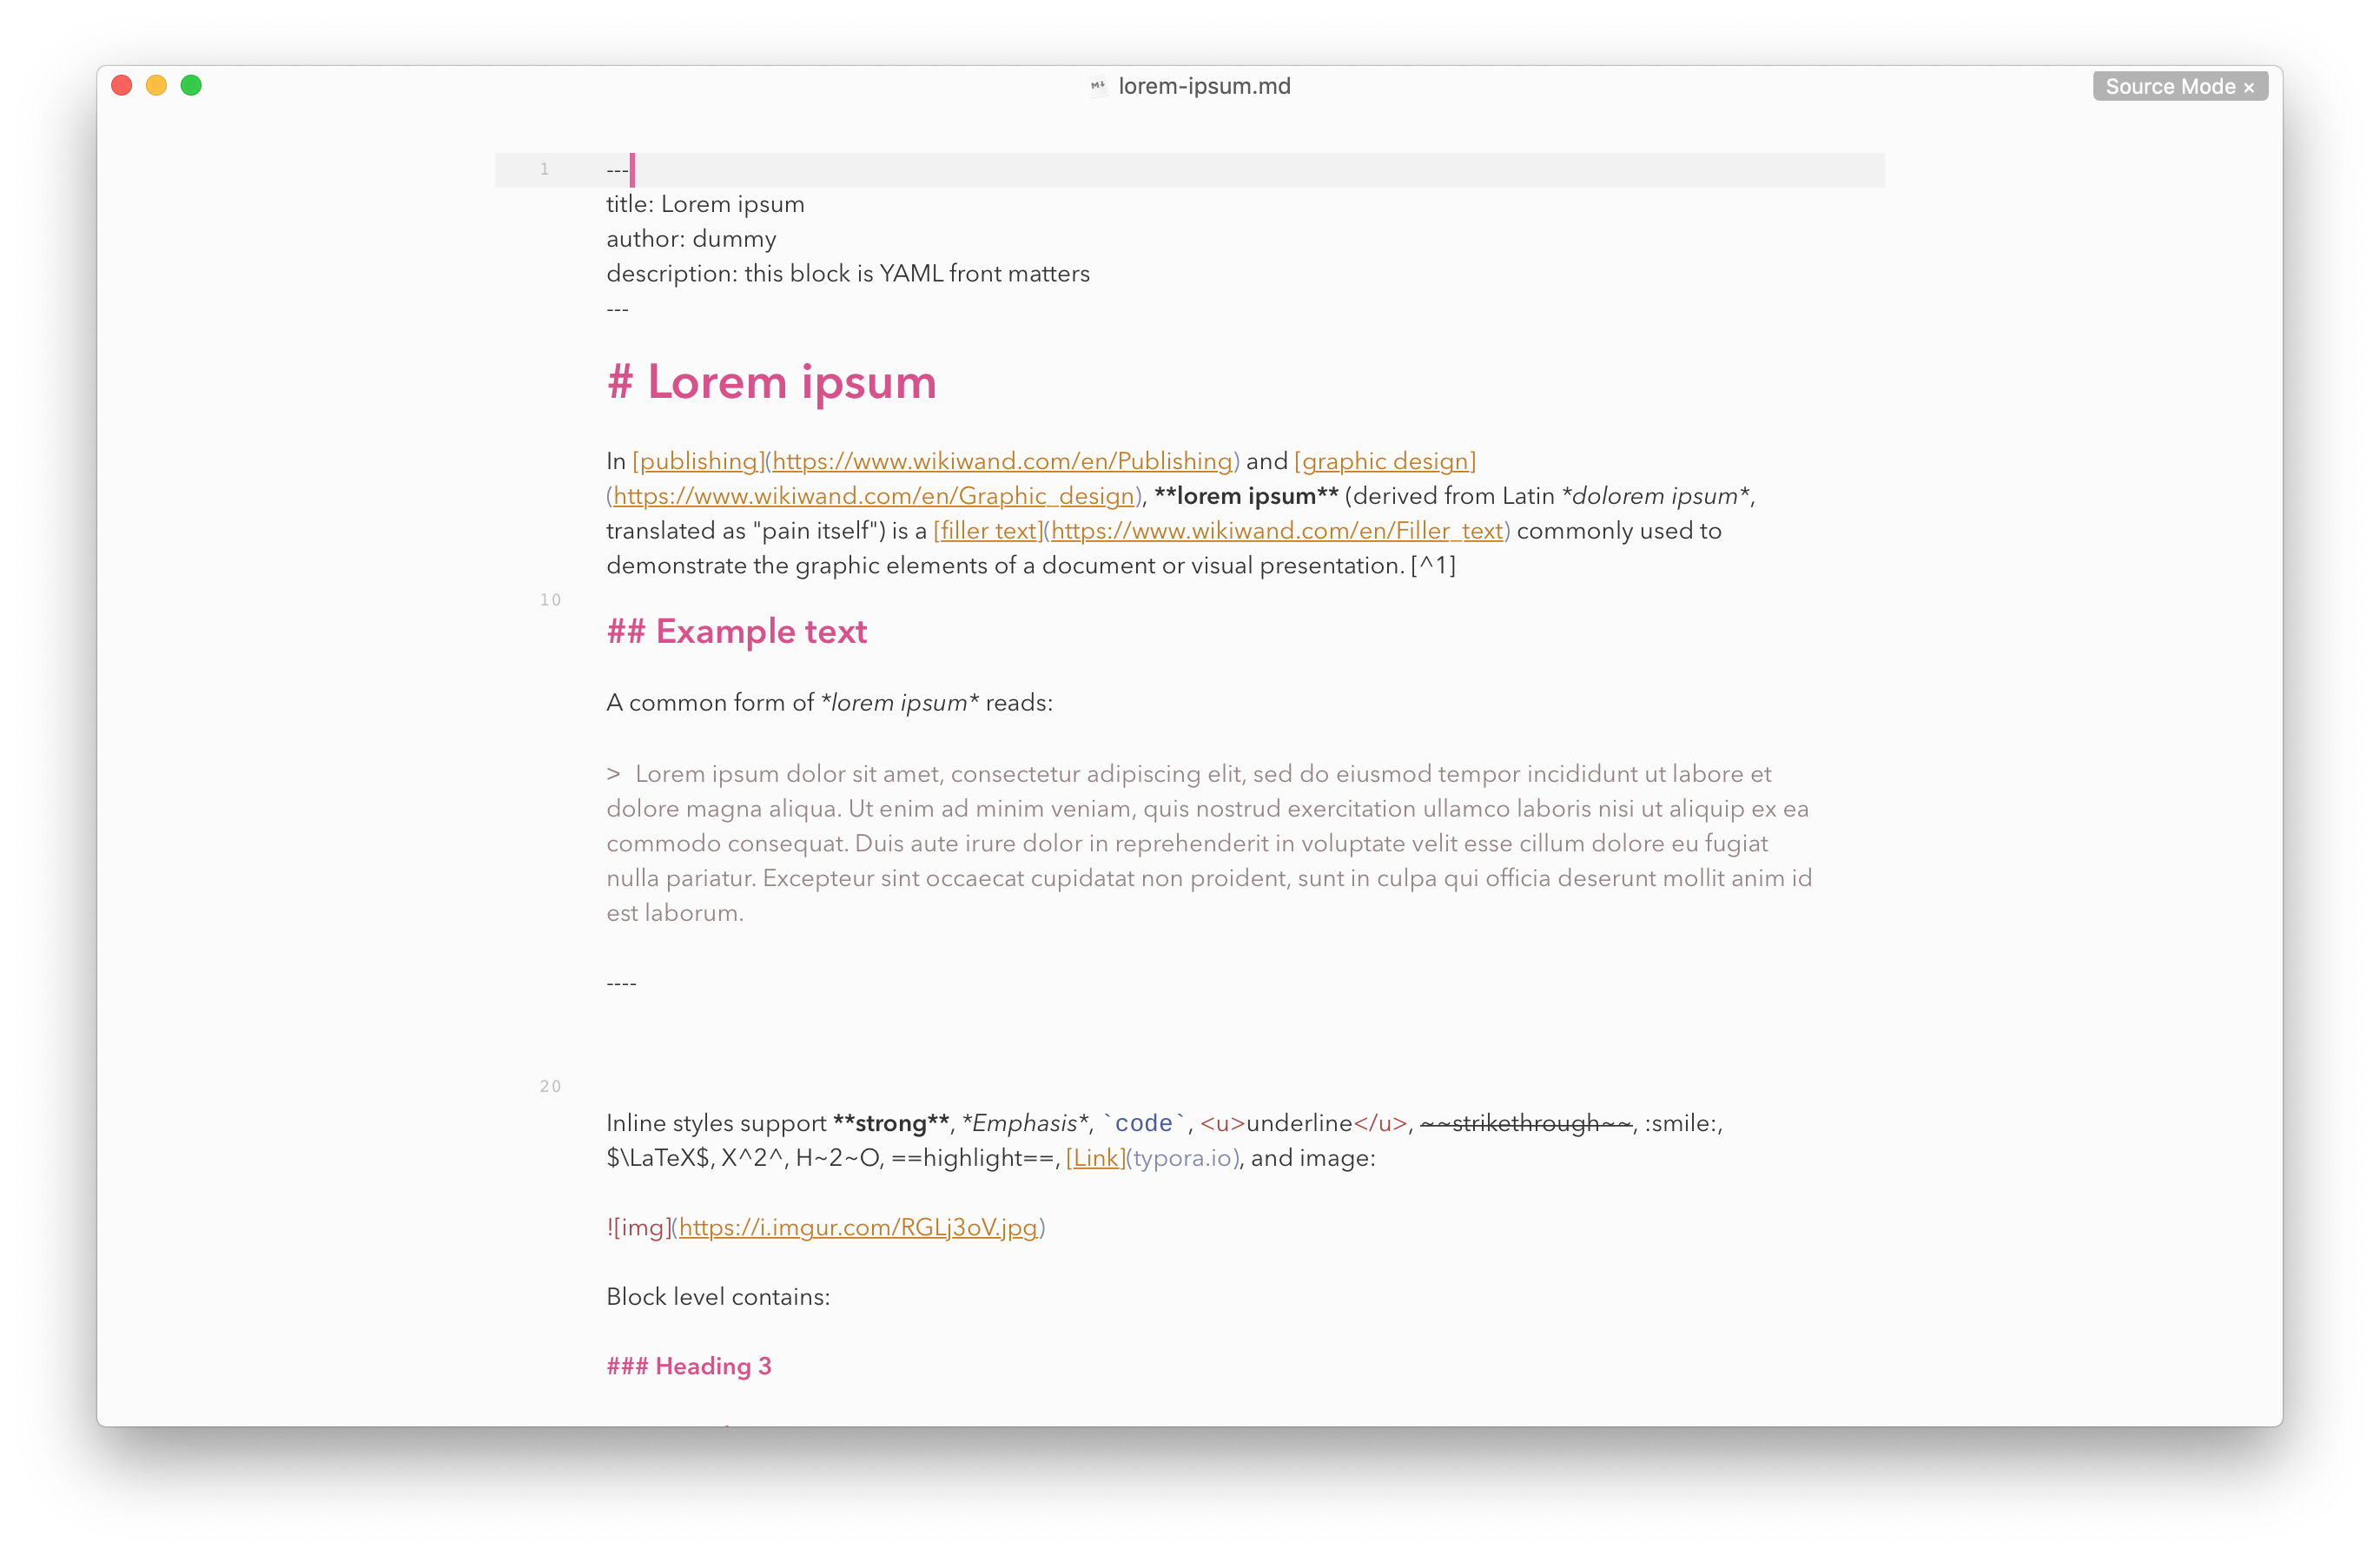 lorem-ipsum.md
Source Mode ×
1 ---
title: Lorem ipsum
author: dummy
description: this block is YAML front matters
---
# Lorem ipsum
In [publishing](https://www.wikiwand.com/en/Publishing) and [graphic design]
(https://www.wikiwand.com/en/Graphic_design), **lorem ipsum** (derived from Latin *dolorem ipsum*,
translated as "pain itself") is a [filler text](https://www.wikiwand.com/en/Filler_text) commonly used to
demonstrate the graphic elements of a document or visual presentation. [^1]
10
## Example text
A common form of *lorem ipsum* reads:
> Lorem ipsum dolor sit amet, consectetur adipiscing elit, sed do eiusmod tempor incididunt ut labore et
dolore magna aliqua. Ut enim ad minim veniam, quis nostrud exercitation ullamco laboris nisi ut aliquip ex ea
commodo consequat. Duis aute irure dolor in reprehenderit in voluptate velit esse cillum dolore eu fugiat
nulla pariatur. Excepteur sint occaecat cupidatat non proident, sunt in culpa qui officia deserunt mollit anim id
est laborum.
----
20
Inline styles support **strong**, *Emphasis*, `code`, <u>underline</u>, ~~strikethrough~~, :smile:,
$\LaTeX$, X^2^, H~2~O, ==highlight==, [Link](typora.io), and image:
![img](https://i.imgur.com/RGLj3oV.jpg)
Block level contains:
### Heading 3